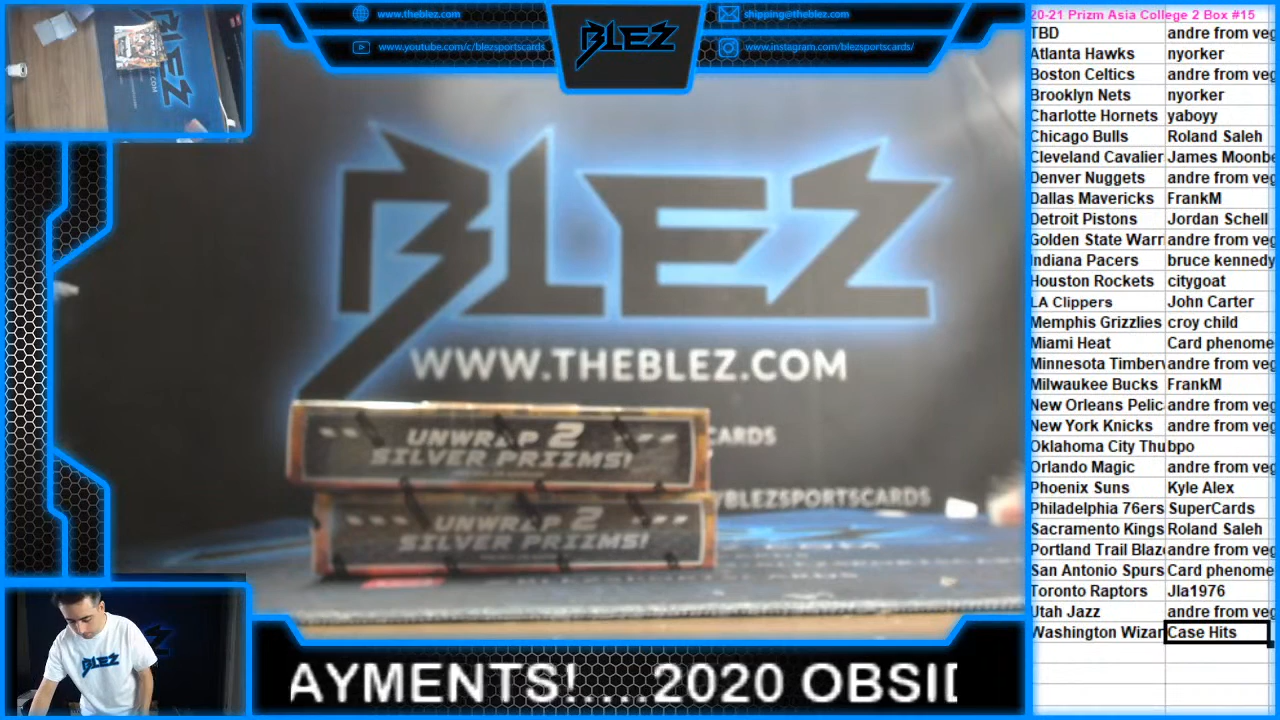 www.theblez.com
www.youtube.com/c/blezsportscards
BLEZ
shipping@theblez.com
www.instagram.com/blezsportscards/
.COM
BLEZ
WWW.THEBLEZ.COM
CARDS
/BLEZSPORTSCARDS
UNWRAP 2
SILVER PRIZMS!
UNWRAP 2
SILVER PRIZMS!
BLEZ
AYMENTS!....2020 OBSID
20-21 Prizm Asia College 2 Box #15
TBD andre from veg
Atlanta Hawks nyorker
Boston Celtics andre from veg
Brooklyn Nets nyorker
Charlotte Hornets yaboyy
Chicago Bulls Roland Saleh
Cleveland Cavalier James Moonbe
Denver Nuggets andre from veg
Dallas Mavericks FrankM
Detroit Pistons Jordan Schell
Golden State Warr andre from veg
Indiana Pacers bruce kennedy
Houston Rockets citygoat
LA Clippers John Carter
Memphis Grizzlies croy child
Miami Heat Card phenome
Minnesota Timberv andre from veg
Milwaukee Bucks FrankM
New Orleans Pelic andre from veg
New York Knicks andre from veg
Oklahoma City Thu bpo
Orlando Magic andre from veg
Phoenix Suns Kyle Alex
Philadelphia 76ers SuperCards
Sacramento Kings Roland Saleh
Portland Trail Blaze andre from veg
San Antonio Spurs Card phenome
Toronto Raptors Jla1976
Utah Jazz andre from veg
Washington Wizar Case Hits